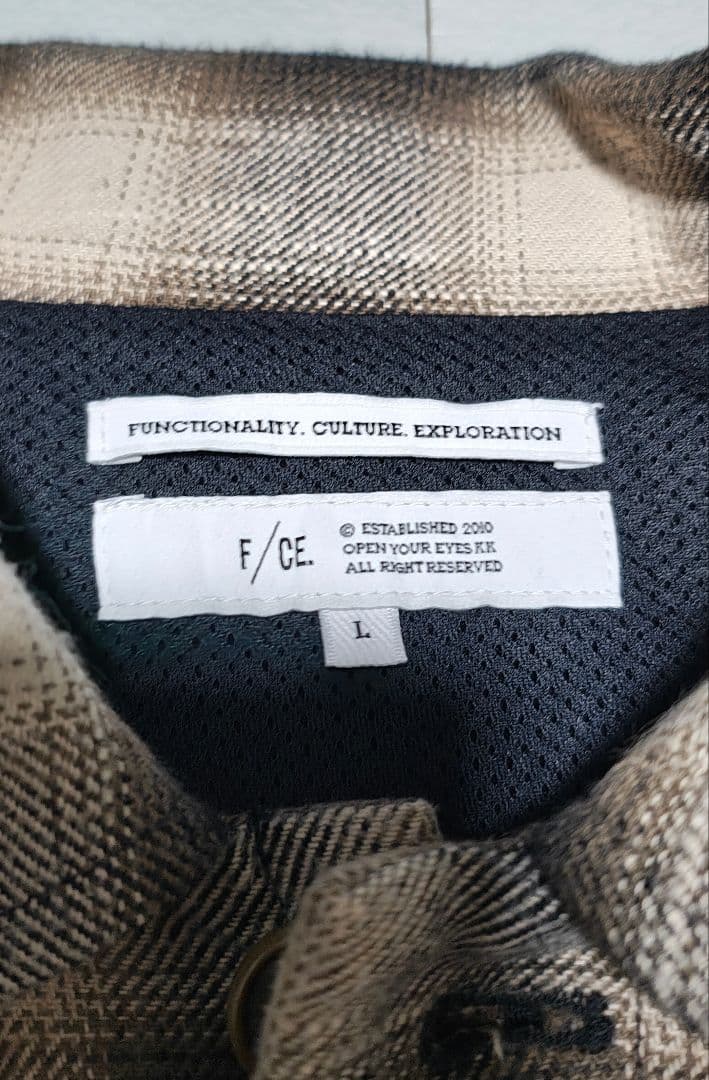 FUNCTIONALITY. CULTURE. EXPLORATION
F/CE.
© ESTABLISHED 2010
OPEN YOUR EYES KK
ALL RIGHT RESERVED
L